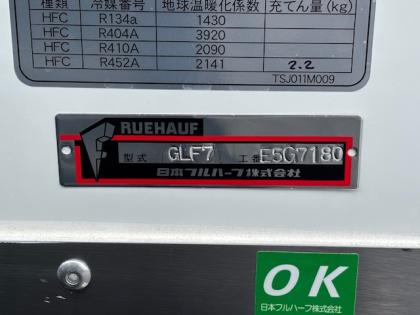 種類 冷媒番号 地球温暖化係数 充てん量(kg)
HFC R134a 1430
HFC R404A 3920
HFC R410A 2090
HFC R452A 2141 2.2
TSJ011M009
RUEHAUF
型式 GLF7 工番 E5G7180
日本フルハーフ株式会社
OK
日本フルハーフ株式会社